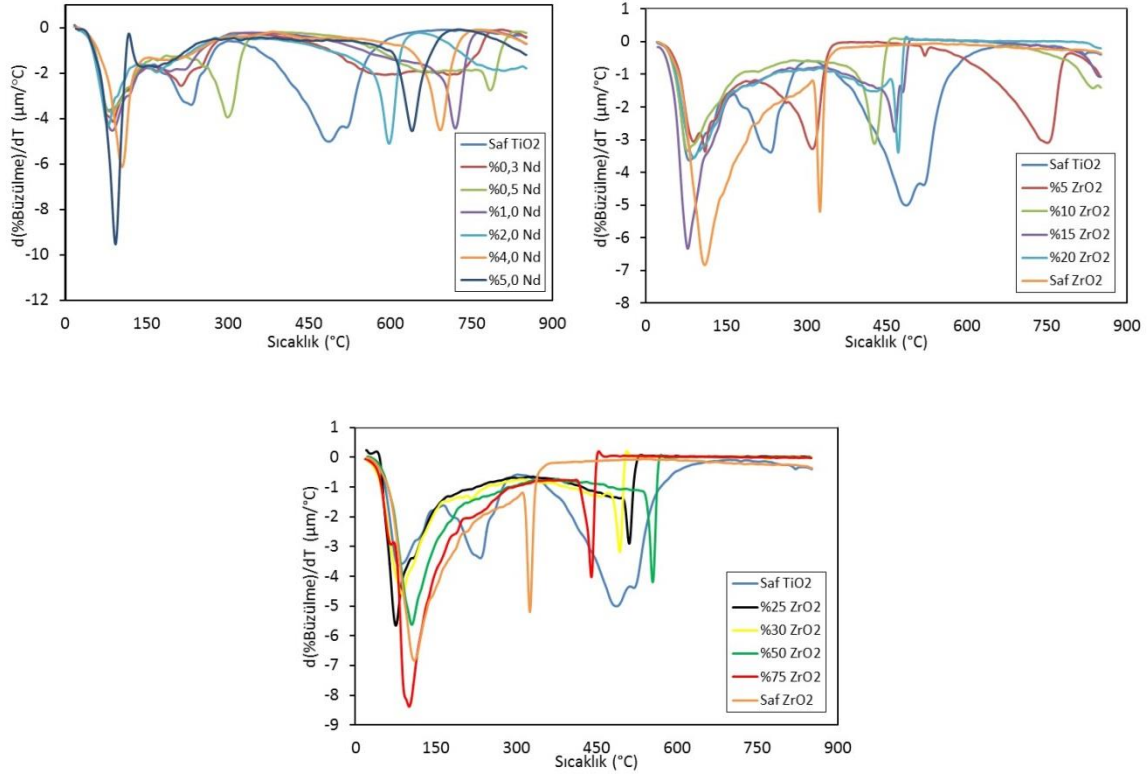 0
-2
-4
-6
-8
-10
-12
0 150 300 450 600 750 900
d(%Büzülme)/dT (µm/°C)
Sıcaklık (°C)
Saf TiO2
%0,3 Nd
%0,5 Nd
%1,0 Nd
%2,0 Nd
%4,0 Nd
%5,0 Nd
1
0
-1
-2
-3
-4
-5
-6
-7
-8
0 150 300 450 600 750 900
d(%Büzülme)/dT (µm/°C)
Sıcaklık (°C)
Saf TiO2
%5 ZrO2
%10 ZrO2
%15 ZrO2
%20 ZrO2
Saf ZrO2
1
0
-1
-2
-3
-4
-5
-6
-7
-8
-9
0 150 300 450 600 750 900
d(%Büzülme)/dT (µm/°C)
Sıcaklık (°C)
Saf TiO2
%25 ZrO2
%30 ZrO2
%50 ZrO2
%75 ZrO2
Saf ZrO2